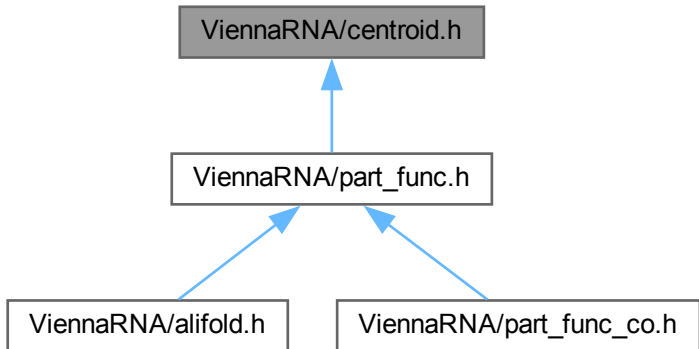 ViennaRNA/centroid.h
ViennaRNA/part_func.h
ViennaRNA/alifold.h
ViennaRNA/part_func_co.h